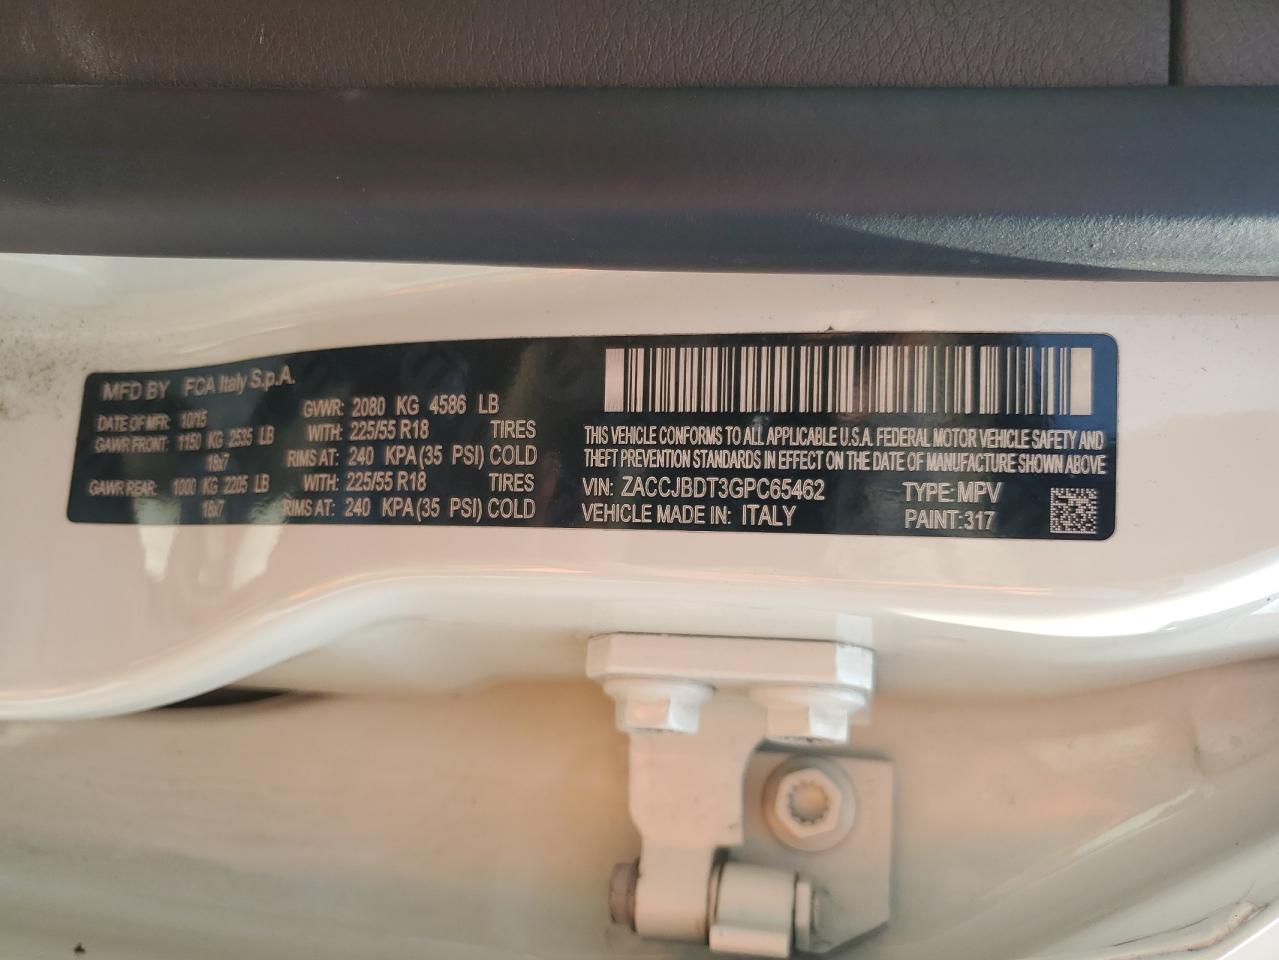 MFD BY FCA Italy S.p.A.
DATE OF MFR: 10/15 GVWR: 2080 KG 4586 LB
GAWR FRONT: 1150 KG 2535 LB WITH: 225/55 R18 TIRES
18x7 RIMS AT: 240 KPA (35 PSI) COLD
GAWR REAR: 1000 KG 2205 LB WITH: 225/55 R18 TIRES
18x7 RIMS AT: 240 KPA (35 PSI) COLD
THIS VEHICLE CONFORMS TO ALL APPLICABLE U.S.A. FEDERAL MOTOR VEHICLE SAFETY AND
THEFT PREVENTION STANDARDS IN EFFECT ON THE DATE OF MANUFACTURE SHOWN ABOVE
VIN: ZACCJBDT3GPC65462 TYPE: MPV
VEHICLE MADE IN: ITALY PAINT:317